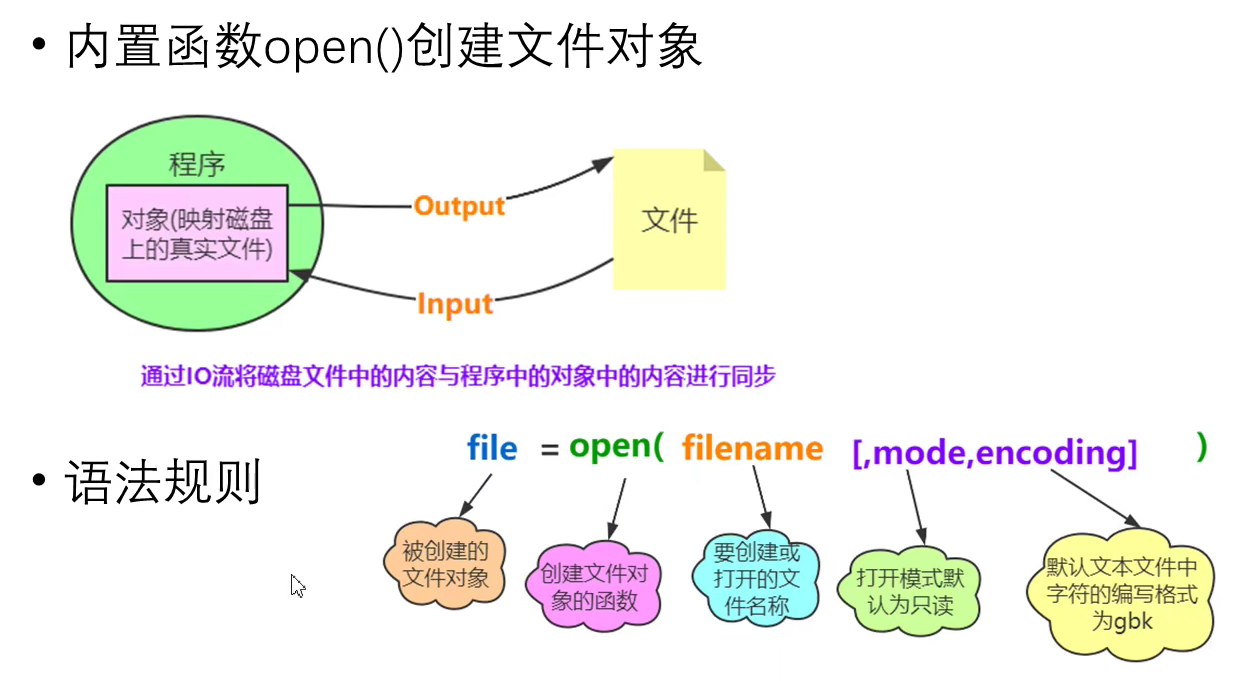 • 内置函数open()创建文件对象
程序
对象(映射磁盘
上的真实文件)
Output
文件
Input
通过IO流将磁盘文件中的内容与程序中的对象中的内容进行同步
• 语法规则
file = open( filename [,mode,encoding] )
被创建的
文件对象
创建文件对
象的函数
要创建或
打开的文
件名称
打开模式默
认为只读
默认文本文件中
字符的编写格式
为gbk